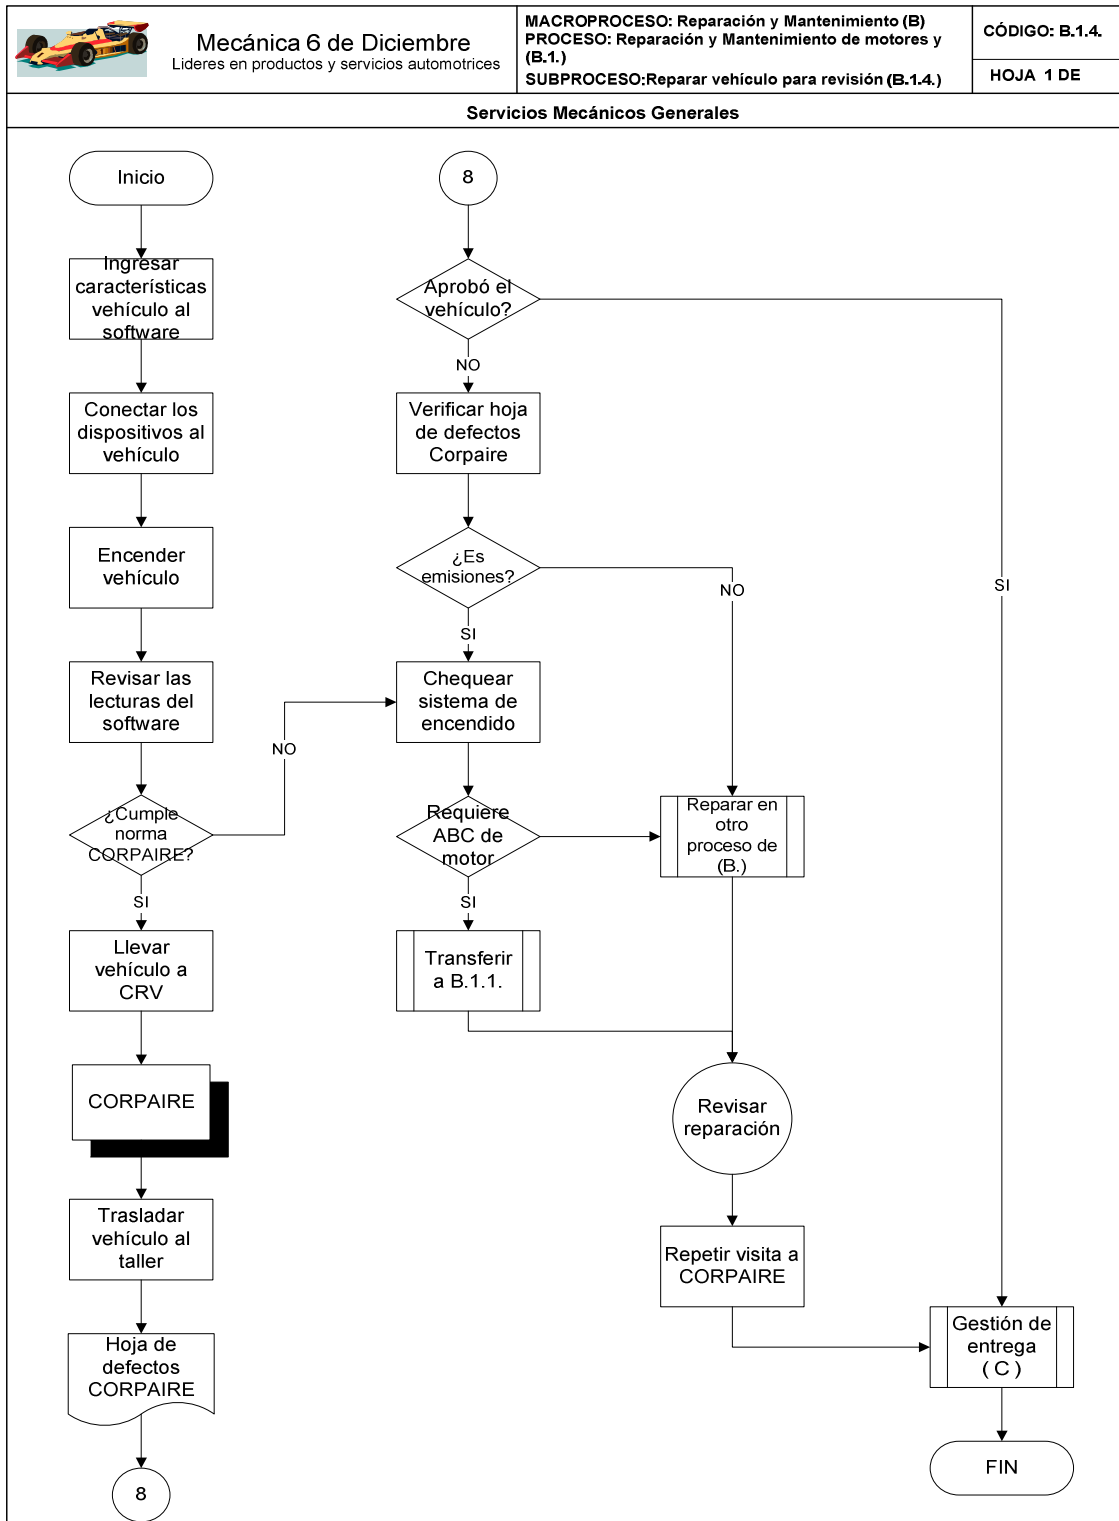 Mecánica 6 de Diciembre
Lideres en productos y servicios automotrices
MACROPROCESO: Reparación y Mantenimiento (B)
PROCESO: Reparación y Mantenimiento de motores y
(B.1.)
SUBPROCESO:Reparar vehículo para revisión (B.1.4.)
CÓDIGO: B.1.4.
HOJA 1 DE
Servicios Mecánicos Generales
Inicio
Ingresar
características
vehículo al
software
Conectar los
dispositivos al
vehículo
Encender
vehículo
Revisar las
lecturas del
software
¿Cumple
norma
CORPAIRE?
NO
SI
Llevar
vehículo a
CRV
CORPAIRE
Trasladar
vehículo al
taller
Hoja de
defectos
CORPAIRE
8
8
Aprobó el
vehículo?
NO
SI
Verificar hoja
de defectos
Corpaire
¿Es
emisiones?
NO
SI
Chequear
sistema de
encendido
Requiere
ABC de
motor
SI
Reparar en
otro
proceso de
(B.)
Transferir
a B.1.1.
Revisar
reparación
Repetir visita a
CORPAIRE
Gestión de
entrega
( C )
FIN